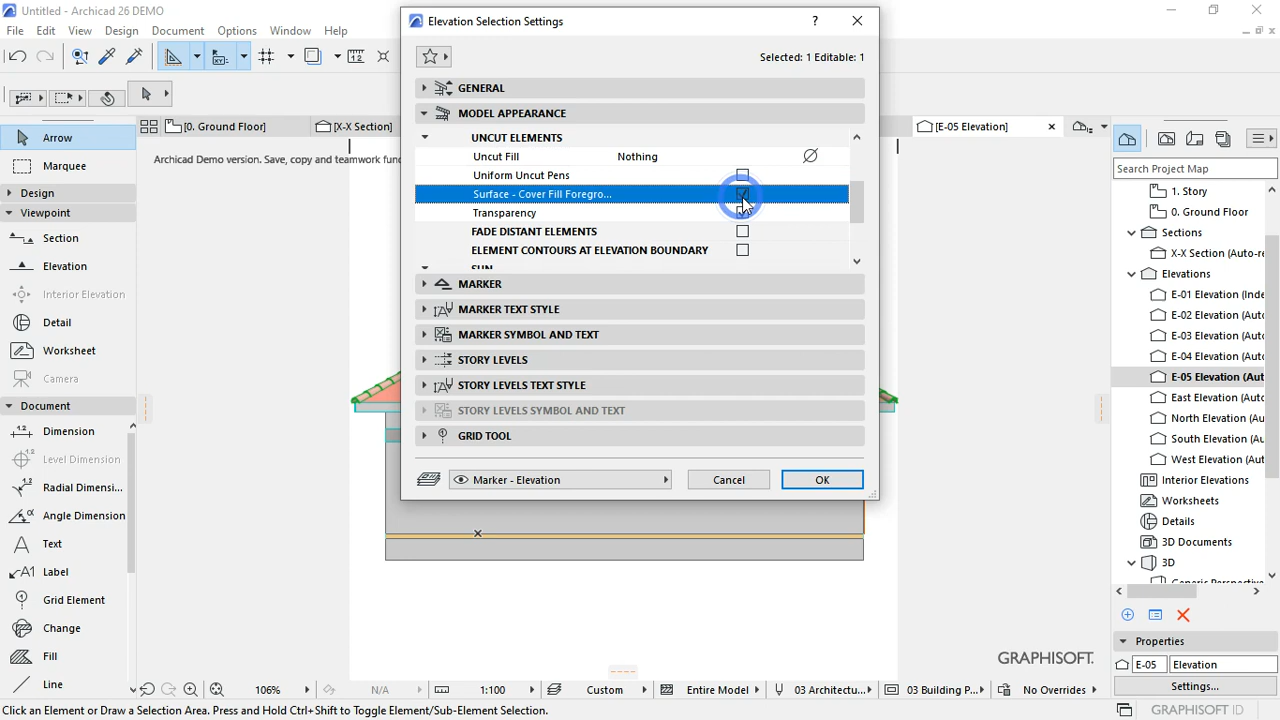 Untitled - Archicad 26 DEMO
File Edit View Design Document Options Window Help
[0. Ground Floor]
[X-X Section]
[E-05 Elevation]
Archicad Demo version. Save, copy and teamwork func
Arrow
Marquee
Design
Viewpoint
Section
Elevation
Interior Elevation
Detail
Worksheet
Camera
Document
Dimension
Level Dimension
Radial Dimensi...
Angle Dimension
Text
Label
Grid Element
Change
Fill
Line
Elevation Selection Settings
?
Selected: 1 Editable: 1
GENERAL
MODEL APPEARANCE
UNCUT ELEMENTS
Uncut Fill Nothing
Uniform Uncut Pens
Surface - Cover Fill Foregro...
Transparency
FADE DISTANT ELEMENTS
ELEMENT CONTOURS AT ELEVATION BOUNDARY
SUN
MARKER
MARKER TEXT STYLE
MARKER SYMBOL AND TEXT
STORY LEVELS
STORY LEVELS TEXT STYLE
STORY LEVELS SYMBOL AND TEXT
GRID TOOL
Marker - Elevation
Cancel
OK
Search Project Map
1. Story
0. Ground Floor
Sections
X-X Section (Auto-re
Elevations
E-01 Elevation (Inde
E-02 Elevation (Auto
E-03 Elevation (Auto
E-04 Elevation (Auto
E-05 Elevation (Aut
East Elevation (Auto
North Elevation (Au
South Elevation (Au
West Elevation (Aut
Interior Elevations
Worksheets
Details
3D Documents
3D
Generic Perspective
Properties
E-05 Elevation
Settings...
GRAPHISOFT.
106% N/A 1:100 Custom Entire Model 03 Architectu... 03 Building P... No Overrides
Click an Element or Draw a Selection Area. Press and Hold Ctrl+Shift to Toggle Element/Sub-Element Selection.
GRAPHISOFT ID